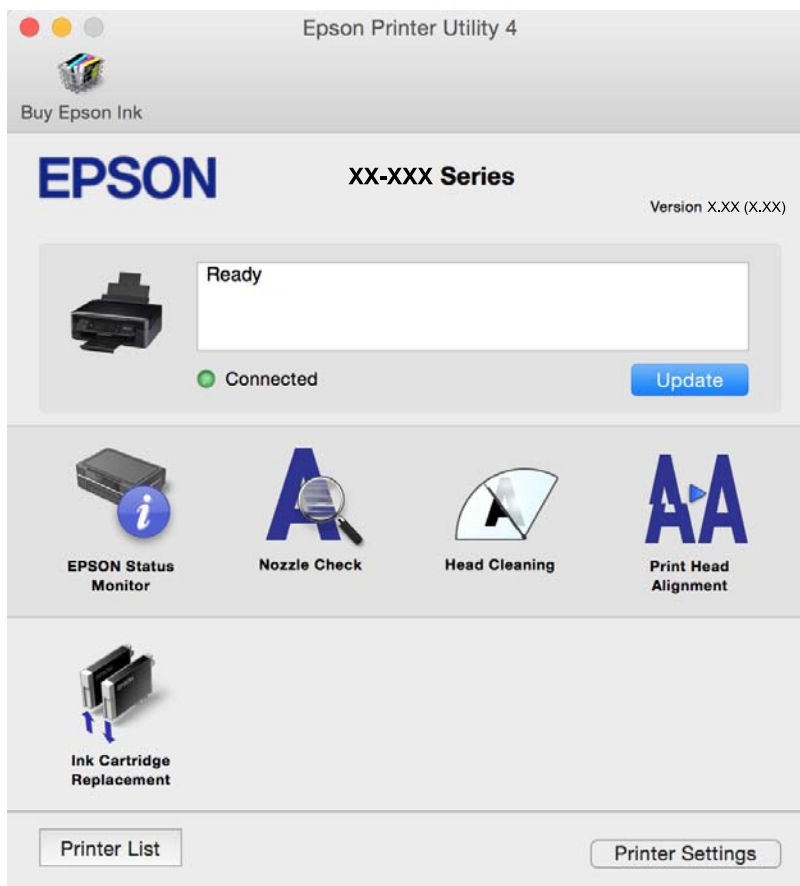 Epson Printer Utility 4
Buy Epson Ink
EPSON
XX-XXX Series
Version X.XX (X.XX)
Ready
Connected
Update
EPSON Status
Monitor
Nozzle Check
Head Cleaning
Print Head
Alignment
Ink Cartridge
Replacement
Printer List
Printer Settings